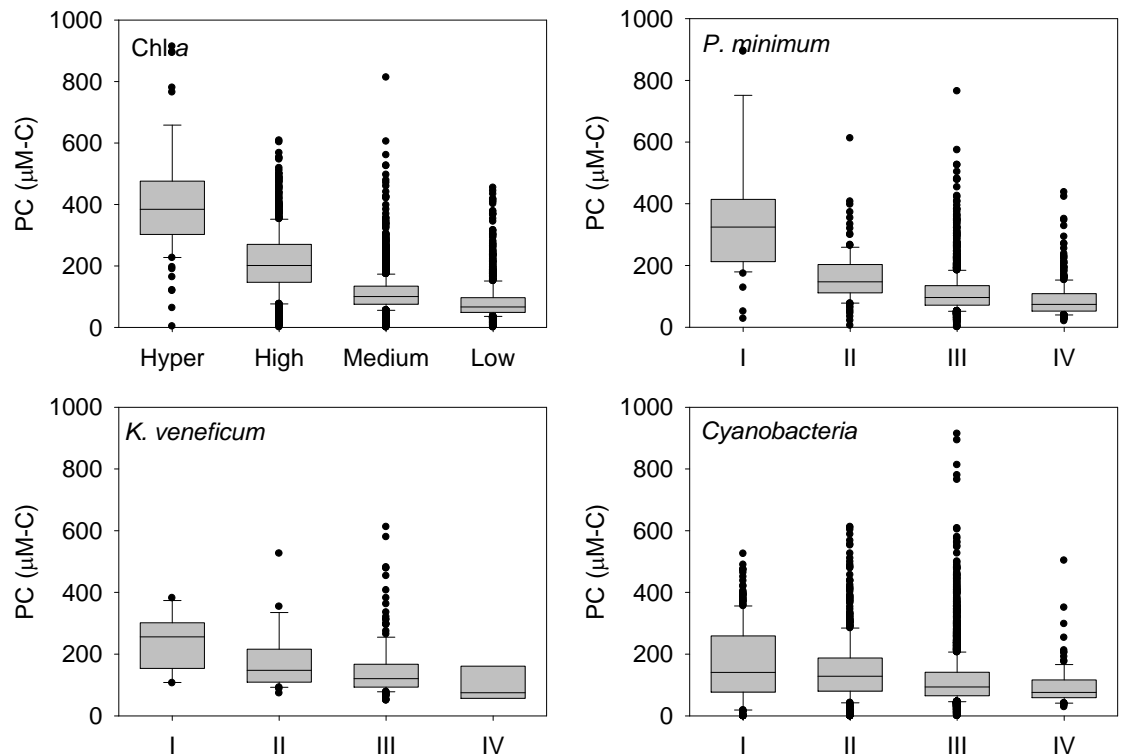 1000
800
600
400
200
0
PC (μM-C)
Chl a
Hyper High Medium Low
1000
800
600
400
200
0
PC (μM-C)
P. minimum
I II III IV
1000
800
600
400
200
0
PC (μM-C)
K. veneficum
I II III IV
1000
800
600
400
200
0
PC (μM-C)
Cyanobacteria
I II III IV